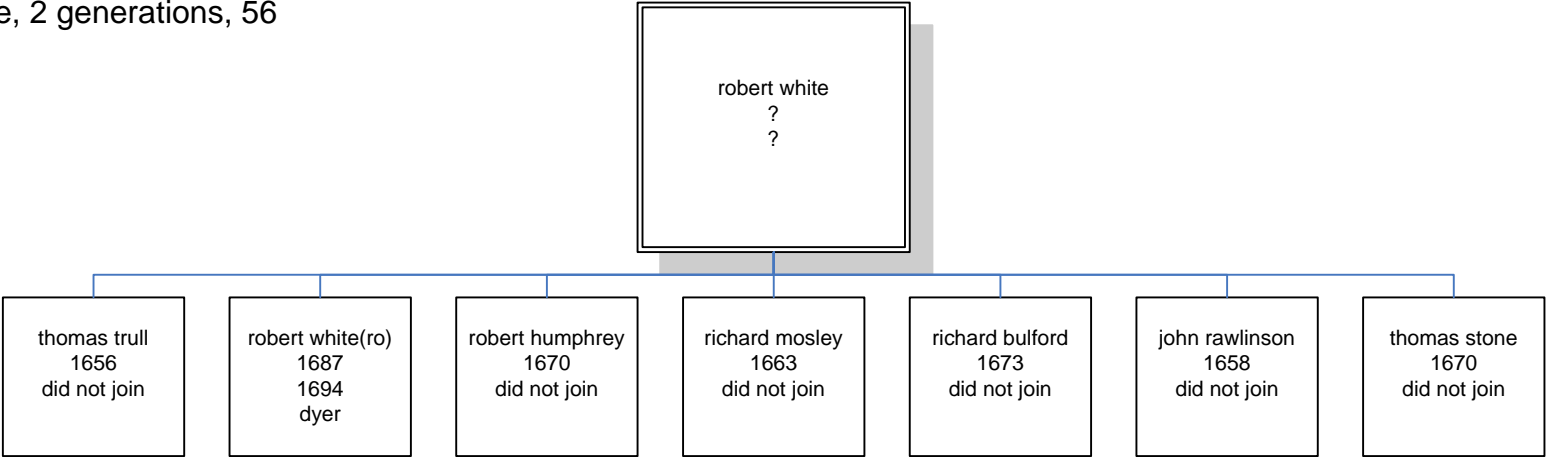 e, 2 generations, 56
robert white
?
?
thomas trull
1656
did not join
robert white(ro)
1687
1694
dyer
robert humphrey
1670
did not join
richard mosley
1663
did not join
richard bulford
1673
did not join
john rawlinson
1658
did not join
thomas stone
1670
did not join